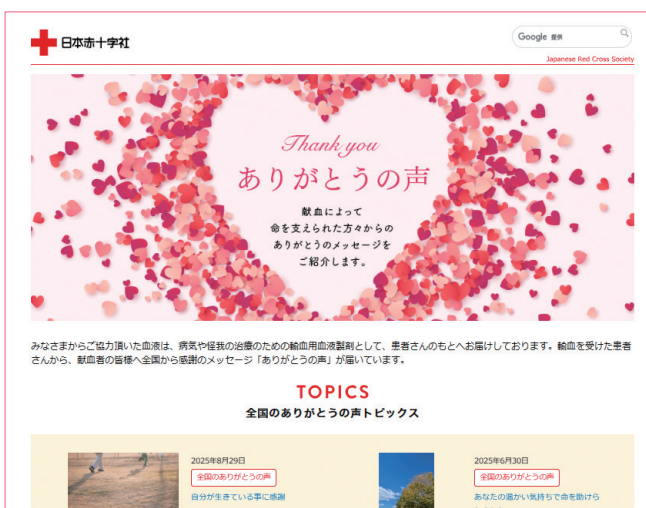 日本赤十字社
Google 提供
Japanese Red Cross Society
Thank you
ありがとうの声
献血によって
命を支えられた方々からの
ありがとうのメッセージを
ご紹介します。
みなさまからご協力頂いた血液は、病気や怪我の治療のための輸血用血液製剤として、患者さんのもとへお届けしております。輸血を受けた患者
さんから、献血者の皆様へ全国から感謝のメッセージ「ありがとうの声」が届いています。
TOPICS
全国のありがとうの声トピックス
2025年8月29日
全国のありがとうの声
自分が生きている事に感謝
2025年6月30日
全国のありがとうの声
あなたの温かい気持ちで命を助けら